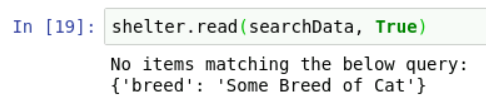 In [19]: shelter.read(searchData, True)
No items matching the below query:
{'breed': 'Some Breed of Cat'}